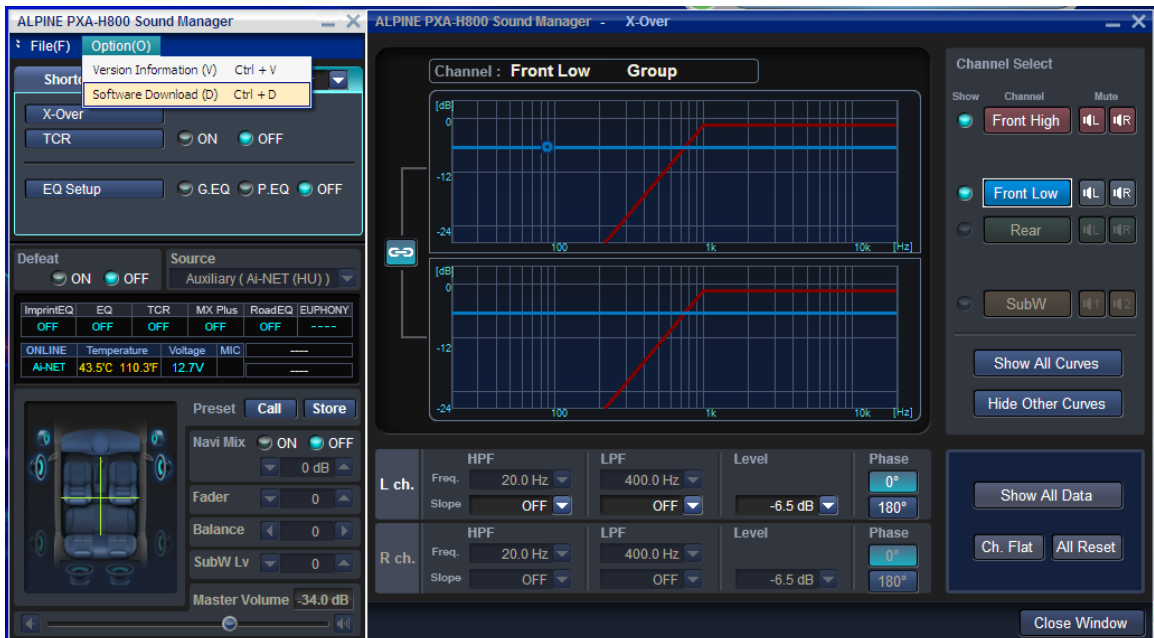 ALPINE PXA-H800 Sound Manager
File(F) Option(O)
Version Information (V) Ctrl + V
Software Download (D) Ctrl + D
X-Over
TCR ON OFF
EQ Setup G.EQ P.EQ OFF
Defeat
ON OFF
Source
Auxiliary ( Ai-NET (HU) )
ImprintEQ EQ TCR MX Plus RoadEQ EUPHONY
OFF OFF OFF OFF OFF ----
ONLINE Temperature Voltage MIC ----
Ai-NET 43.5°C 110.3°F 12.7V ----
Preset Call Store
Navi Mix ON OFF
0 dB
Fader 0
Balance 0
SubW Lv 0
Master Volume -34.0 dB
ALPINE PXA-H800 Sound Manager - X-Over
Channel : Front Low Group
[dB]
0
-12
-24
100 1k 10k [Hz]
[dB]
0
-12
-24
100 1k 10k [Hz]
L ch.
HPF LPF Level Phase
Freq. 20.0 Hz 400.0 Hz 0°
Slope OFF OFF -6.5 dB 180°
R ch.
HPF LPF Level Phase
Freq. 20.0 Hz 400.0 Hz 0°
Slope OFF OFF -6.5 dB 180°
Channel Select
Show Channel Mute
Front High L R
Front Low L R
Rear L R
SubW 1 2
Show All Curves
Hide Other Curves
Show All Data
Ch. Flat All Reset
Close Window